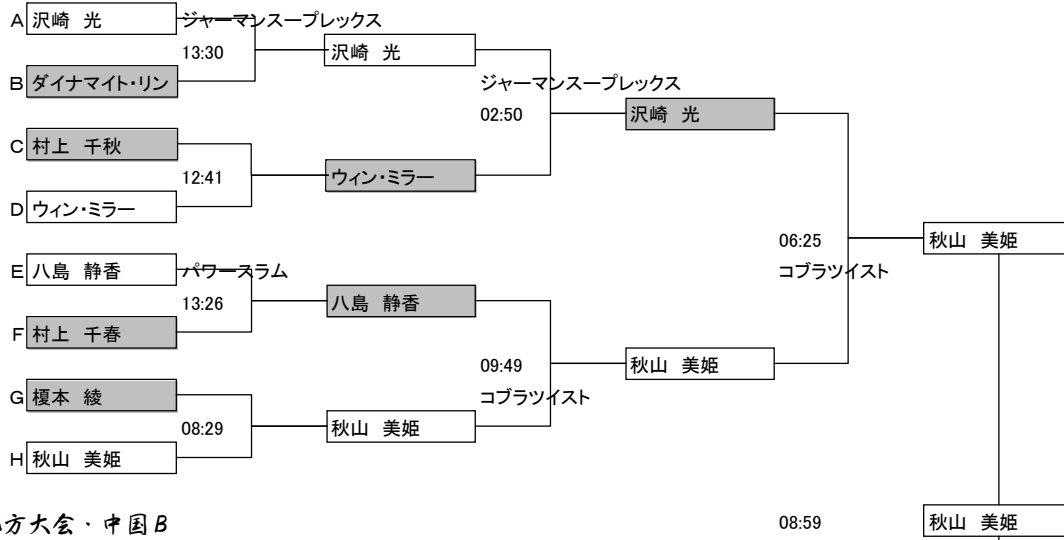 A 沢崎 光 ジャーマンスープレックス
13:30 沢崎 光
B ダイナマイト・リン
ジャーマンスープレックス
02:50 沢崎 光
C 村上 千秋
12:41 ウィン・ミラー
D ウィン・ミラー
06:25 秋山 美姫
E 八島 静香 パワースラム
コブラツイスト
13:26 八島 静香
F 村上 千春
09:49 秋山 美姫
G 榎本 綾
コブラツイスト
08:29 秋山 美姫
H 秋山 美姫
方大会・中国B
08:59 秋山 美姫